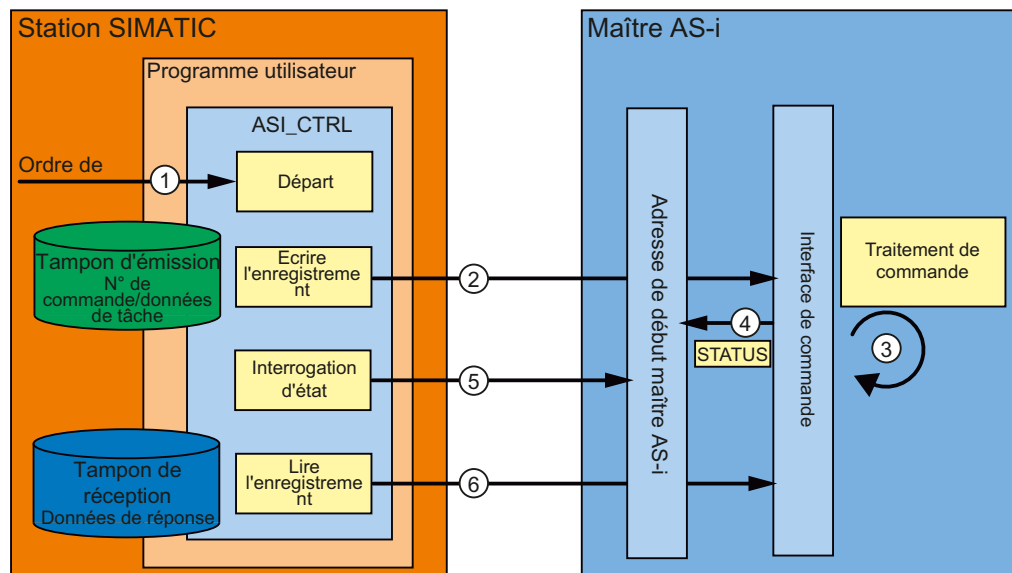 Station SIMATIC
Maître AS-i
Programme utilisateur
ASI_CTRL
Ordre de
1
Départ
Tampon d'émission
N° de
commande/données
de tâche
Ecrire
l'enregistreme
nt
2
Adresse de début maître AS-i
Interface de commande
Traitement de
commande
4
STATUS
3
Interrogation
d'état
5
Tampon de
réception
Données de réponse
Lire
l'enregistreme
nt
6